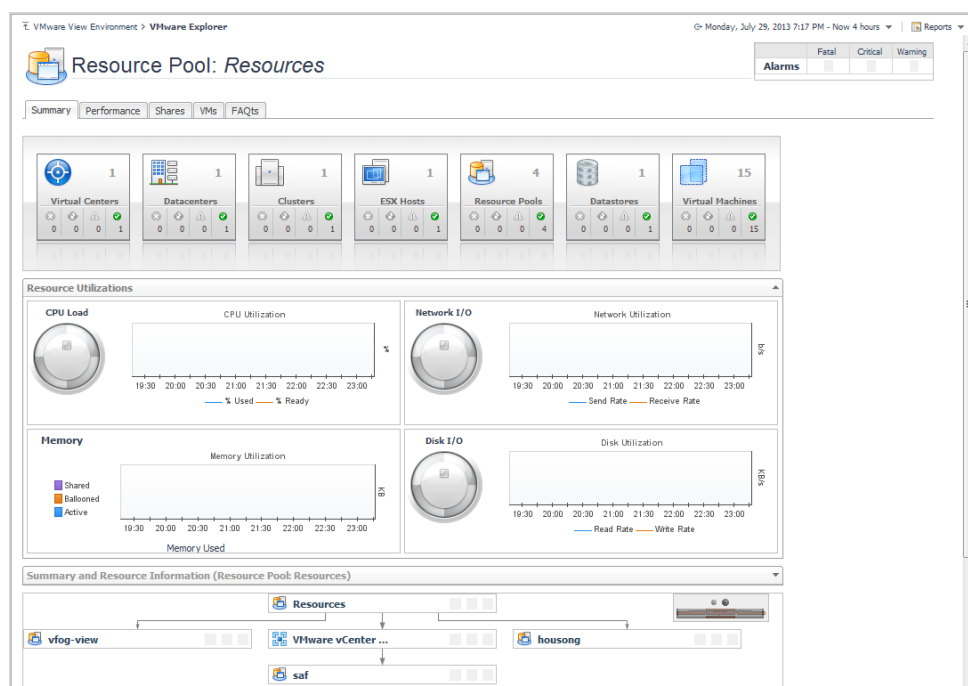 VMware View Environment > VMware Explorer
Monday, July 29, 2013 7:17 PM - Now 4 hours
Reports
Resource Pool: Resources
Fatal Critical Warning
Alarms
Summary Performance Shares VMs FAQts
1 1 1 1 4 1 15
Virtual Centers Datacenters Clusters ESX Hosts Resource Pools Datastores Virtual Machines
0 0 0 1 0 0 0 1 0 0 0 1 0 0 0 1 0 0 0 4 0 0 0 1 0 0 0 15
Resource Utilizations
CPU Load
CPU Utilization
%
19:30 20:00 20:30 21:00 21:30 22:00 22:30 23:00
% Used % Ready
Network I/O
Network Utilization
b/s
19:30 20:00 20:30 21:00 21:30 22:00 22:30 23:00
Send Rate Receive Rate
Memory
Memory Utilization
Shared
Ballooned
Active
KB
19:30 20:00 20:30 21:00 21:30 22:00 22:30 23:00
Memory Used
Disk I/O
Disk Utilization
KB/s
19:30 20:00 20:30 21:00 21:30 22:00 22:30 23:00
Read Rate Write Rate
Summary and Resource Information (Resource Pool: Resources)
Resources
vfog-view VMware vCenter ... housong
saf